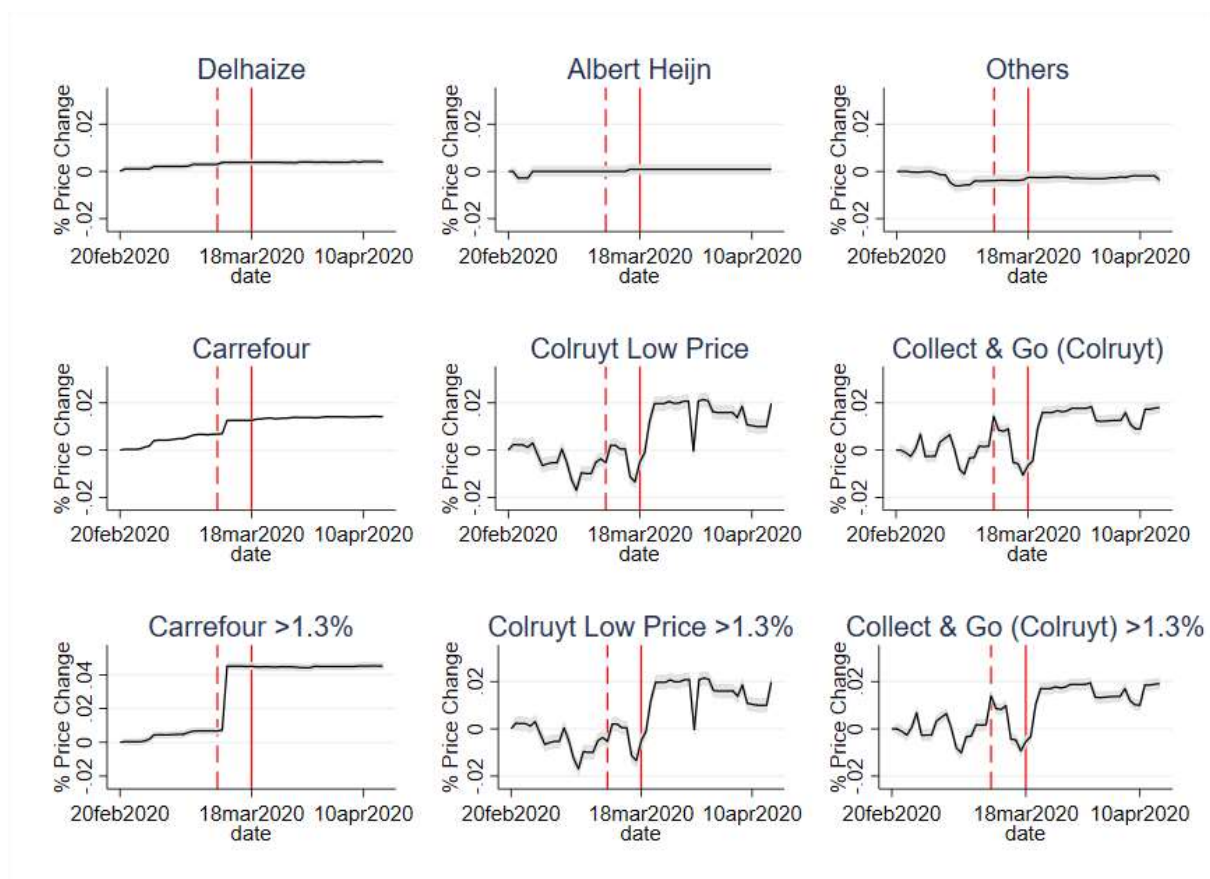 Delhaize
% Price Change
.02
0
-.02
20feb2020 18mar2020 10apr2020
date
Albert Heijn
% Price Change
.02
0
-.02
20feb2020 18mar2020 10apr2020
date
Others
% Price Change
.02
0
-.02
20feb2020 18mar2020 10apr2020
date
Carrefour
% Price Change
.02
0
-.02
20feb2020 18mar2020 10apr2020
date
Colruyt Low Price
% Price Change
.02
0
-.02
20feb2020 18mar2020 10apr2020
date
Collect & Go (Colruyt)
% Price Change
.02
0
-.02
20feb2020 18mar2020 10apr2020
date
Carrefour >1.3%
% Price Change
.04
.02
0
-.02
20feb2020 18mar2020 10apr2020
date
Colruyt Low Price >1.3%
% Price Change
.02
0
-.02
20feb2020 18mar2020 10apr2020
date
Collect & Go (Colruyt) >1.3%
% Price Change
.02
0
-.02
20feb2020 18mar2020 10apr2020
date